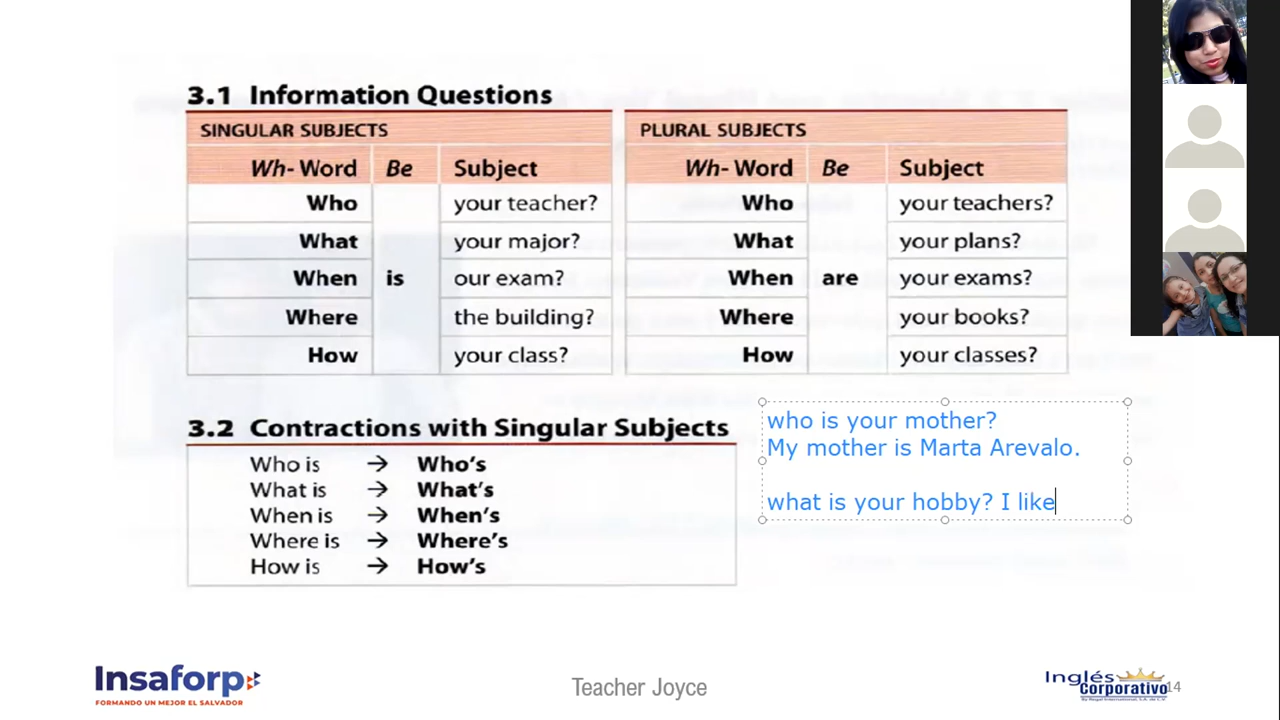 3.1 Information Questions
SINGULAR SUBJECTS
Wh- Word Be Subject
Who your teacher?
What your major?
When is our exam?
Where the building?
How your class?
PLURAL SUBJECTS
Wh- Word Be Subject
Who your teachers?
What your plans?
When are your exams?
Where your books?
How your classes?
3.2 Contractions with Singular Subjects
Who is → Who's
What is → What's
When is → When's
Where is → Where's
How is → How's
who is your mother?
My mother is Marta Arevalo.
what is your hobby? I like
Insaforp
FORMANDO UN MEJOR EL SALVADOR
Teacher Joyce
Inglés
Corporativo
14